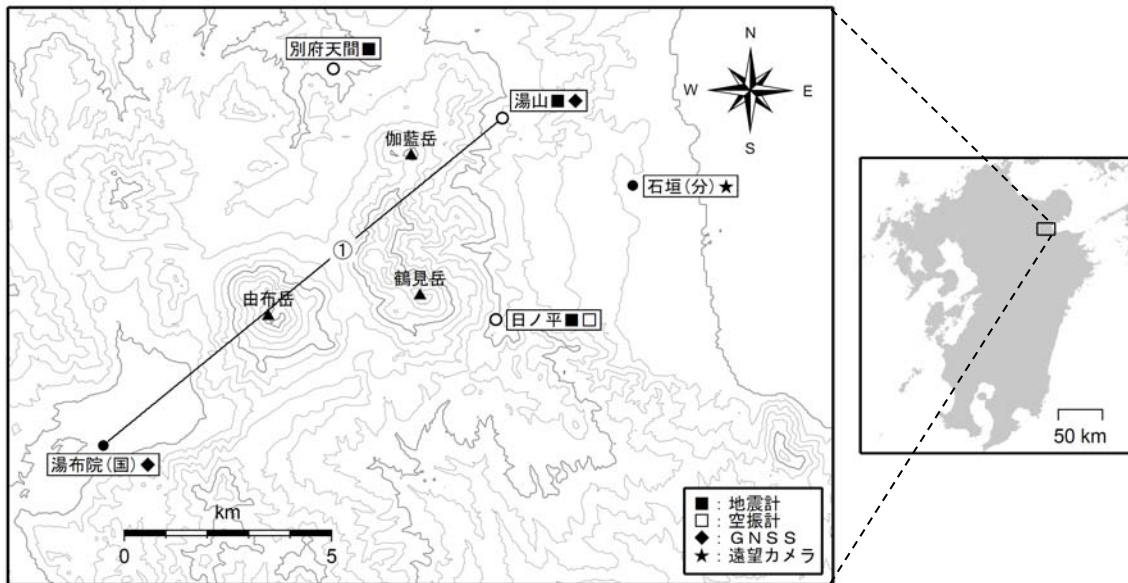 別府天間■
湯山■◆
伽藍岳
石垣(分)★
①
鶴見岳
由布岳
日ノ平■□
湯布院(国)◆
km
0 5
N
W E
S
■:地震計
□:空振計
◆:GNSS
★:遠望カメラ
50 km